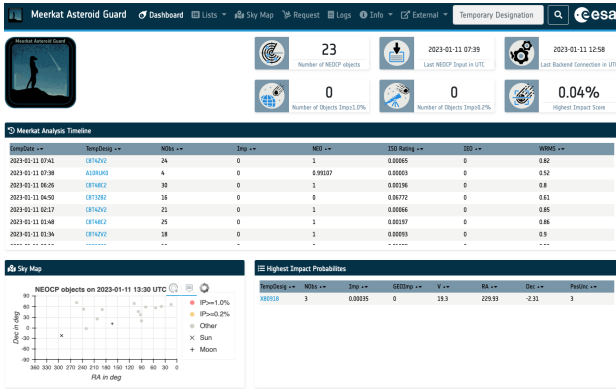 Meerkat Asteroid Guard Dashboard Lists Sky Map Request Logs Info External Temporary Designation esa
Meerkat Asteroid Guard
23
Number of NEOCP objects
2023-01-11 07:39
Last NEOCP Input in UTC
2023-01-11 12:58
Last Backend Connection in UTC
0
Number of Objects Imp≥1.0%
0
Number of Objects Imp≥0.2%
0.04%
Highest Impact Score
Meerkat Analysis Timeline
CompDate TempDesig NObs Imp NEO ISO Rating IEO WRMS
2023-01-11 07:41 C8T4ZV2 24 0 1 0.00065 0 0.82
2023-01-11 07:38 A10RUK0 4 0 0.99107 0.00003 0 0.52
2023-01-11 06:26 C8T48C2 30 0 1 0.00196 0 0.8
2023-01-11 04:50 C8T3Z82 16 0 0 0.06772 0 0.61
2023-01-11 02:17 C8T4ZV2 21 0 1 0.00066 0 0.85
2023-01-11 01:48 C8T48C2 25 0 1 0.00197 0 0.86
2023-01-11 01:34 C8T4ZV2 18 0 1 0.00093 0 0.9
Sky Map
NEOCP objects on 2023-01-11 13:30 UTC
Dec in deg
90
60
30
0
-30
-60
-90
360 330 300 270 240 210 180 150 120 90 60 30 0
RA in deg
IP>=1.0%
IP>=0.2%
Other
Sun
Moon
Highest Impact Probabilites
TempDesig NObs Imp GEOImp V RA Dec PosUnc
X80918 3 0.00035 0 19.3 229.93 -2.31 3